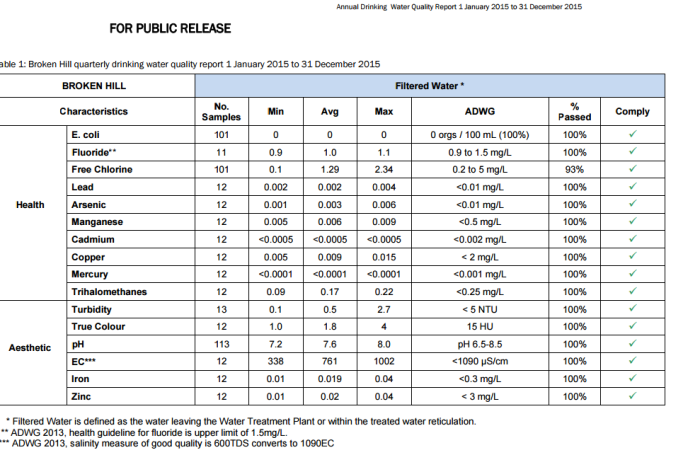 Annual Drinking Water Quality Report 1 January 2015 to 31 December 2015
FOR PUBLIC RELEASE
able 1: Broken Hill quarterly drinking water quality report 1 January 2015 to 31 December 2015
BROKEN HILL Filtered Water *
Characteristics No. Samples Min Avg Max ADWG % Passed Comply
Health
E. coli 101 0 0 0 0 orgs / 100 mL (100%) 100% ✓
Fluoride** 11 0.9 1.0 1.1 0.9 to 1.5 mg/L 100% ✓
Free Chlorine 101 0.1 1.29 2.34 0.2 to 5 mg/L 93% ✓
Lead 12 0.002 0.002 0.004 <0.01 mg/L 100% ✓
Arsenic 12 0.001 0.003 0.006 <0.01 mg/L 100% ✓
Manganese 12 0.005 0.006 0.009 <0.5 mg/L 100% ✓
Cadmium 12 <0.0005 <0.0005 <0.0005 <0.002 mg/L 100% ✓
Copper 12 0.005 0.009 0.015 < 2 mg/L 100% ✓
Mercury 12 <0.0001 <0.0001 <0.0001 <0.001 mg/L 100% ✓
Trihalomethanes 12 0.09 0.17 0.22 <0.25 mg/L 100% ✓
Aesthetic
Turbidity 13 0.1 0.5 2.7 < 5 NTU 100% ✓
True Colour 12 1.0 1.8 4 15 HU 100% ✓
pH 113 7.2 7.6 8.0 pH 6.5-8.5 100% ✓
EC*** 12 338 761 1002 <1090 µS/cm 100% ✓
Iron 12 0.01 0.019 0.04 <0.3 mg/L 100% ✓
Zinc 12 0.01 0.02 0.04 < 3 mg/L 100% ✓
* Filtered Water is defined as the water leaving the Water Treatment Plant or within the treated water reticulation.
** ADWG 2013, health guideline for fluoride is upper limit of 1.5mg/L.
*** ADWG 2013, salinity measure of good quality is 600TDS converts to 1090EC